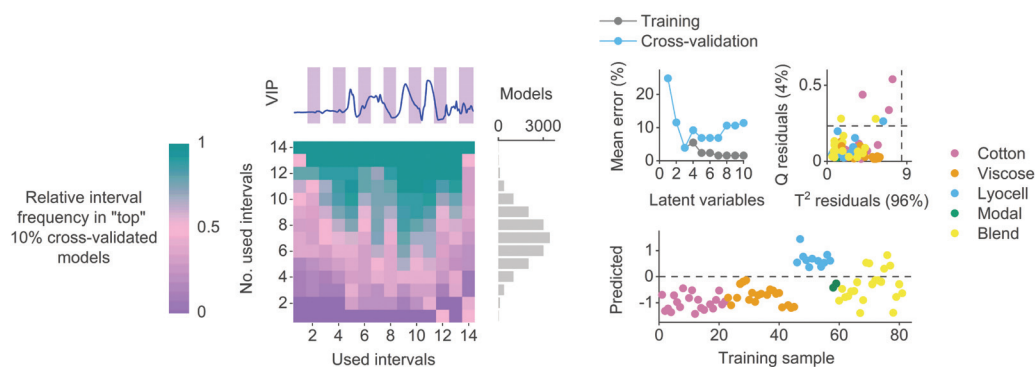 Training
Cross-validation
VIP
Models
0
3000
Relative interval
frequency in "top"
10% cross-validated
models
1
0.5
0
No. used intervals
14
12
10
8
6
4
2
2 4 6 8 10 12 14
Used intervals
Mean error (%)
20
10
0
0 2 4 6 8 10
Latent variables
Q residuals (4%)
0.5
0
0 9
T² residuals (96%)
Cotton
Viscose
Lyocell
Modal
Blend
Predicted
1
0
-1
0 20 40 60 80
Training sample